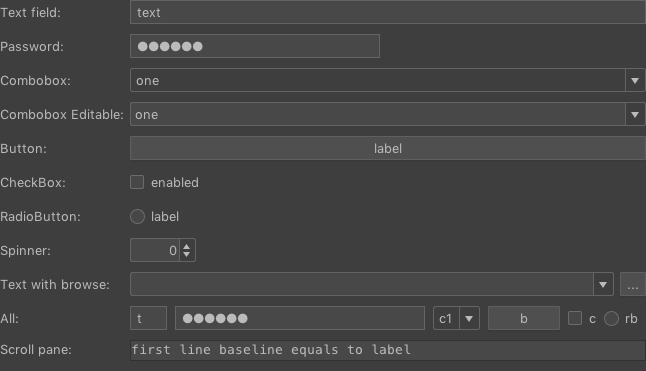 Text field: text
Password: ●●●●●●
Combobox: one
Combobox Editable: one
Button: label
CheckBox: enabled
RadioButton: label
Spinner: 0
Text with browse: ...
All: t ●●●●●● c1 b c rb
Scroll pane: first line baseline equals to label